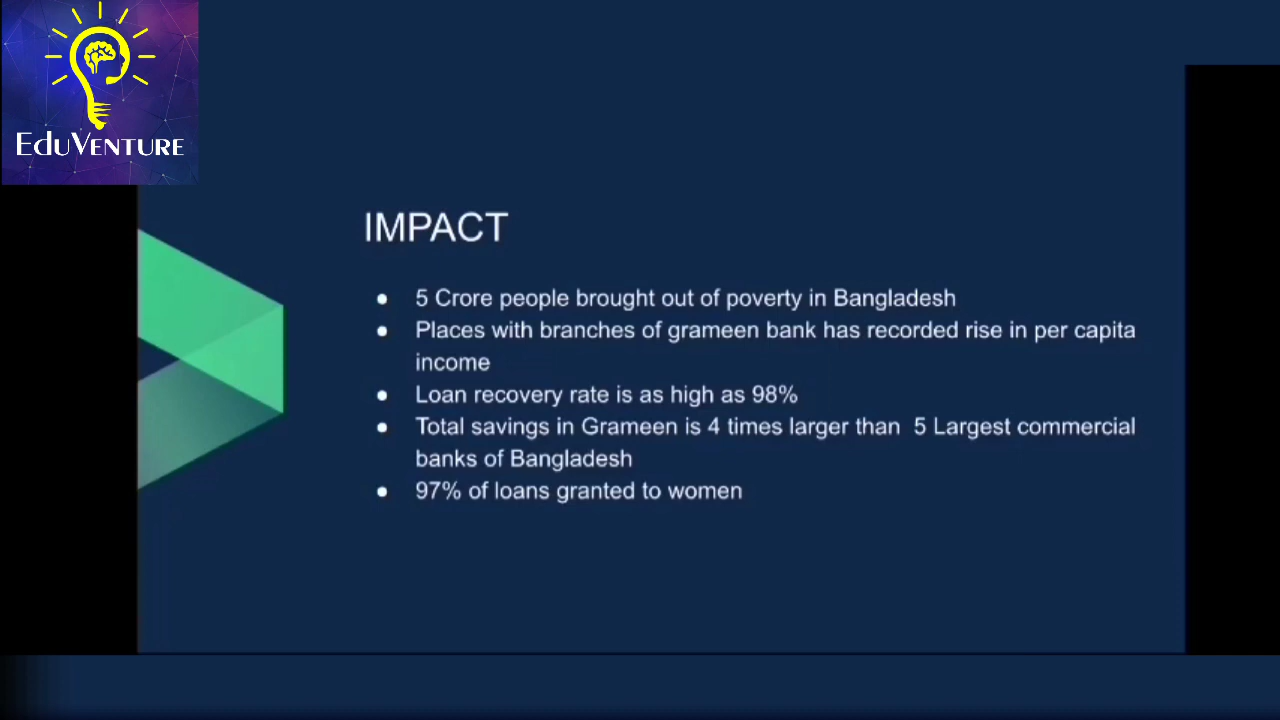 EDUVENTURE
IMPACT
● 5 Crore people brought out of poverty in Bangladesh
● Places with branches of grameen bank has recorded rise in per capita
income
● Loan recovery rate is as high as 98%
● Total savings in Grameen is 4 times larger than 5 Largest commercial
banks of Bangladesh
● 97% of loans granted to women